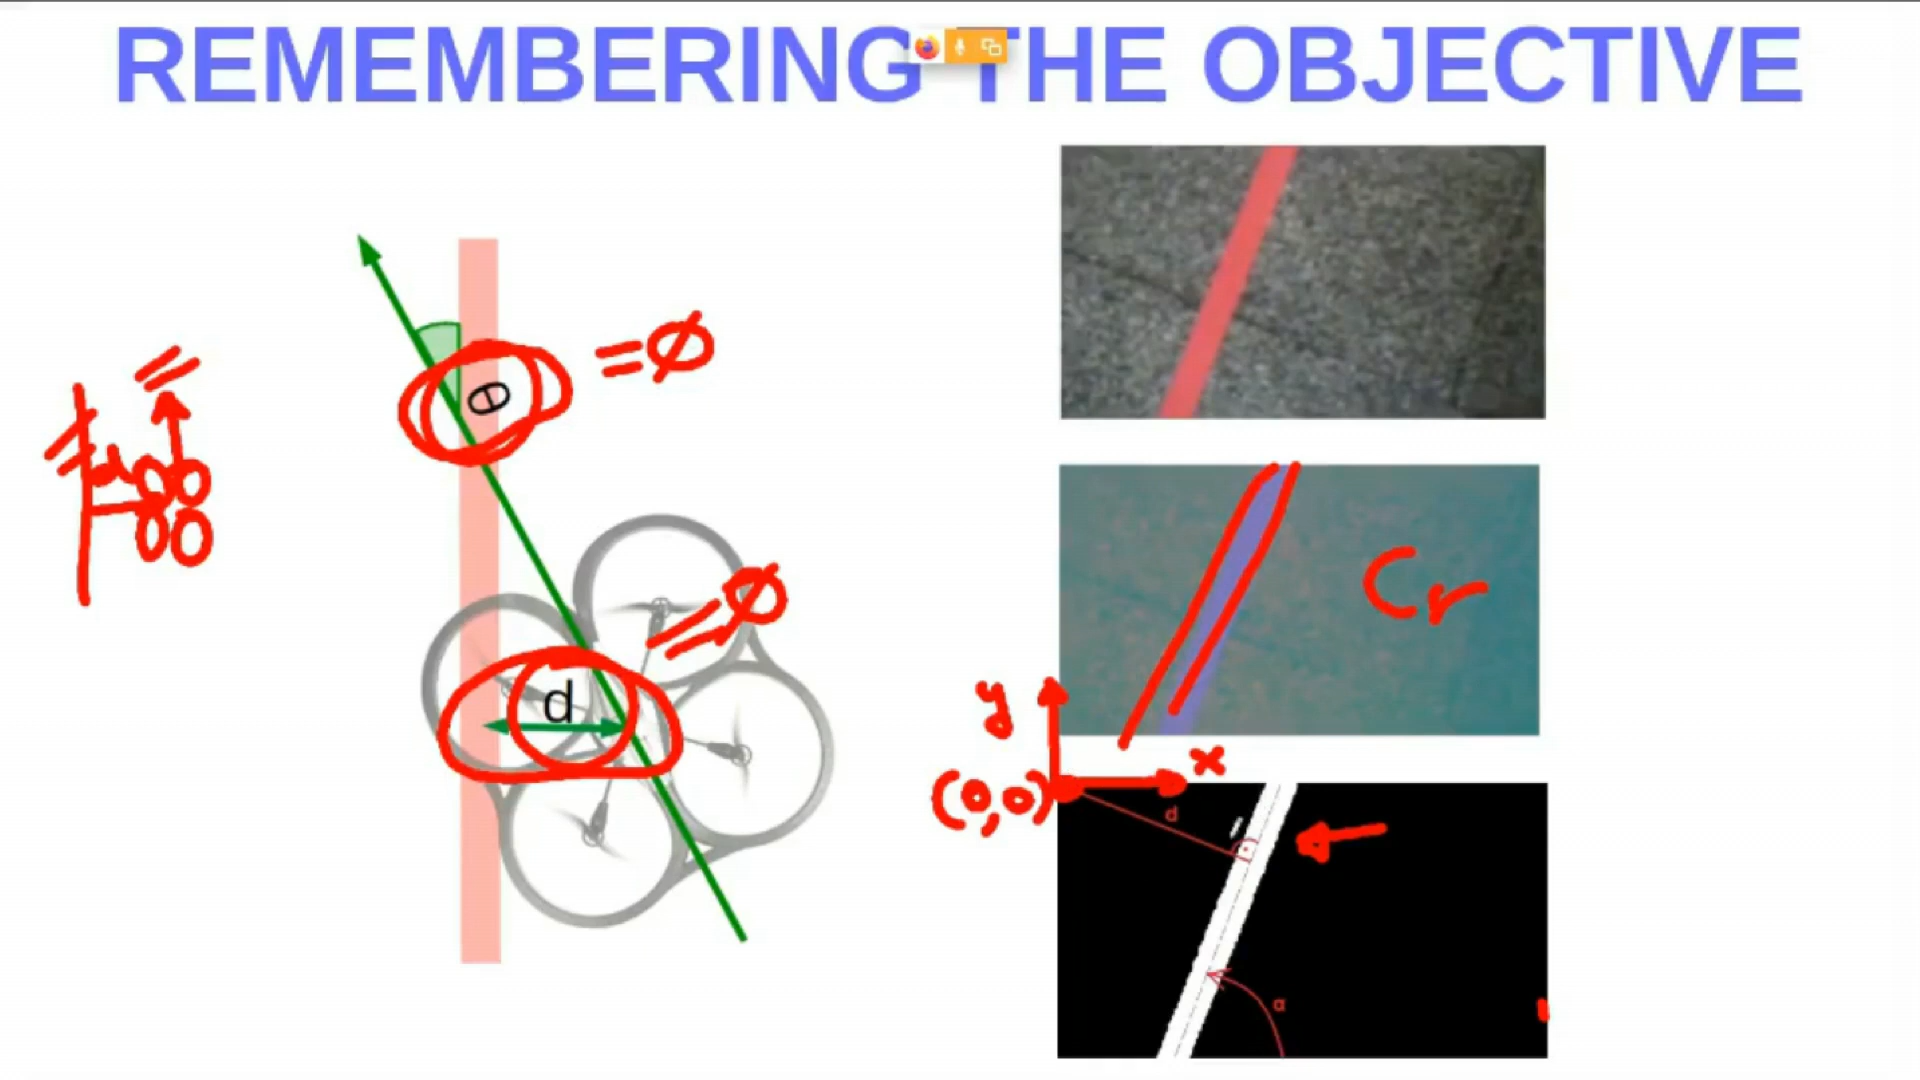 REMEMBERING THE OBJECTIVE
θ
=Ø
d
=Ø
d
Cr
y
x
(0,0)
d
α